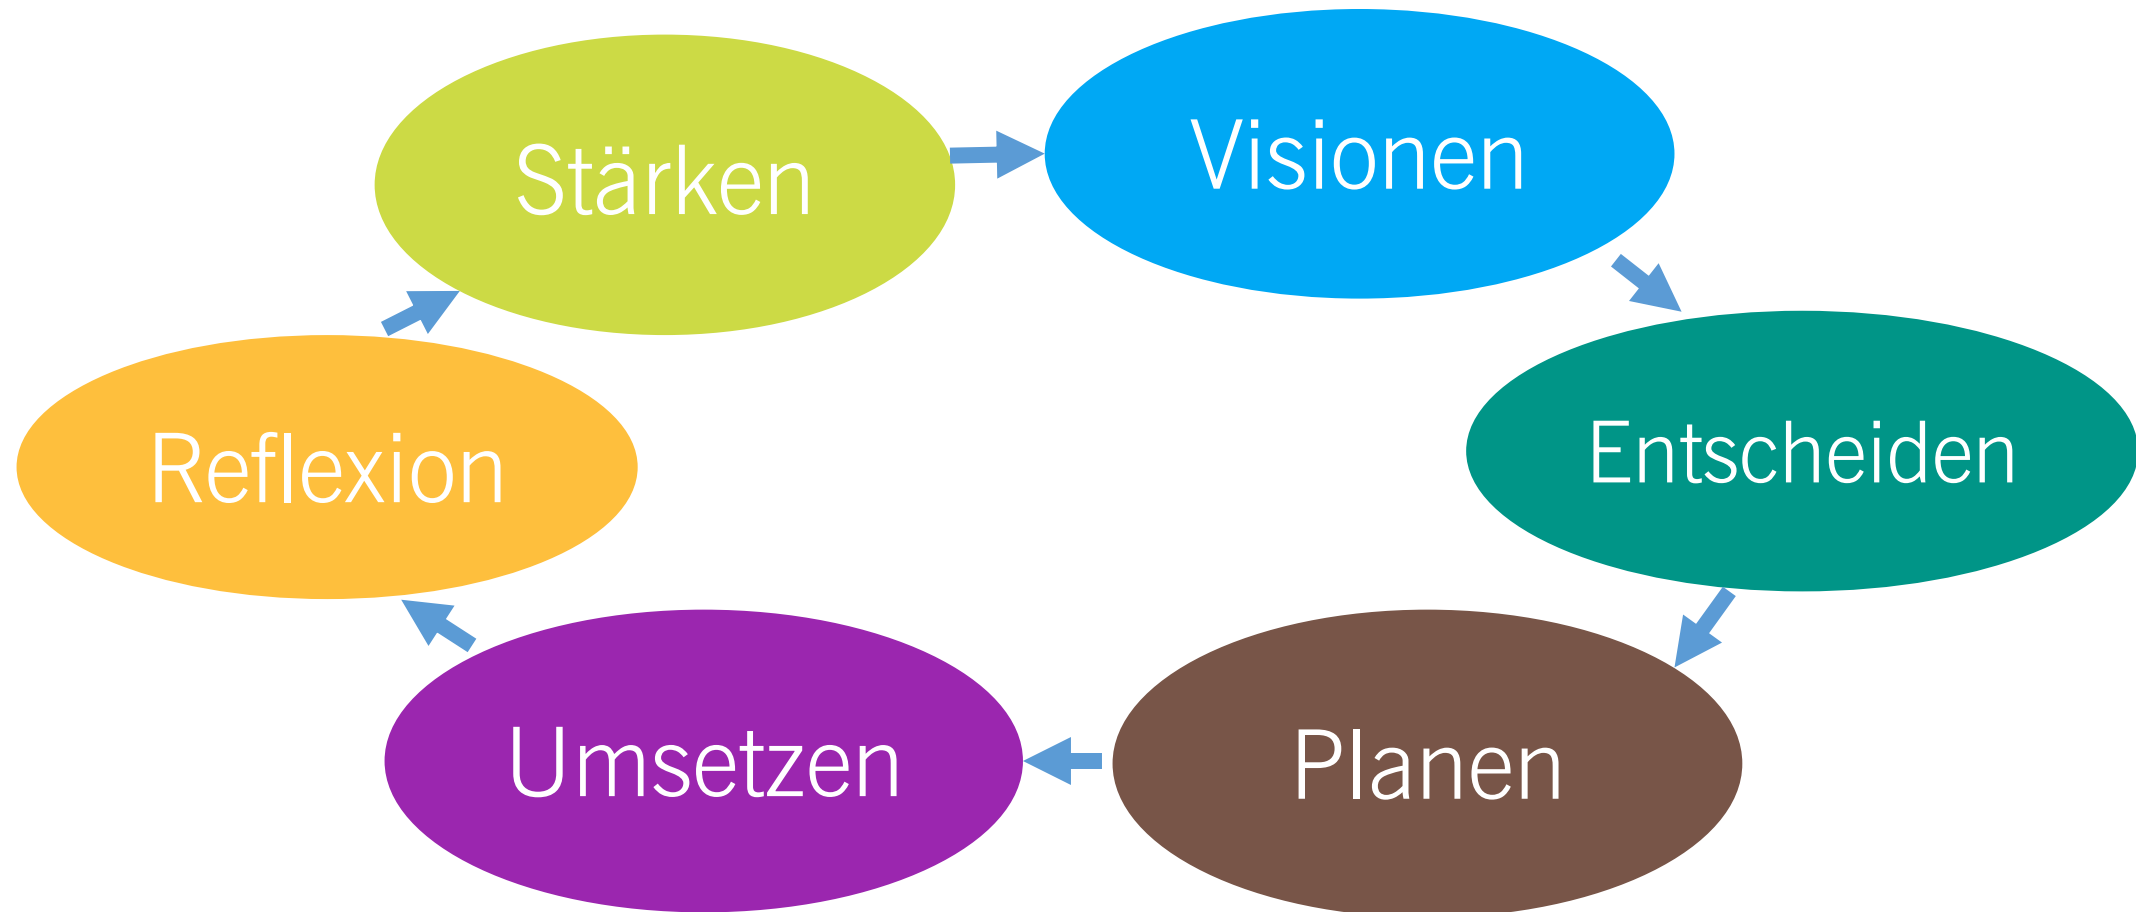 Stärken
Visionen
Entscheiden
Planen
Umsetzen
Reflexion